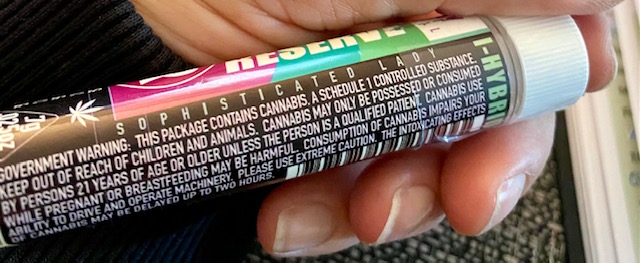 RESERVE
I-HYBRI
SOPHISTICATED LADY
GOVERNMENT WARNING: THIS PACKAGE CONTAINS CANNABIS, A SCHEDULE 1 CONTROLLED SUBSTANCE.
KEEP OUT OF REACH OF CHILDREN AND ANIMALS. CANNABIS MAY ONLY BE POSSESSED OR CONSUMED
BY PERSONS 21 YEARS OF AGE OR OLDER UNLESS THE PERSON IS A QUALIFIED PATIENT. CANNABIS USE
WHILE PREGNANT OR BREASTFEEDING MAY BE HARMFUL. CONSUMPTION OF CANNABIS IMPAIRS YOUR
ABILITY TO DRIVE AND OPERATE MACHINERY. PLEASE USE EXTREME CAUTION. THE INTOXICATING EFFECTS
OF CANNABIS MAY BE DELAYED UP TO TWO HOURS.